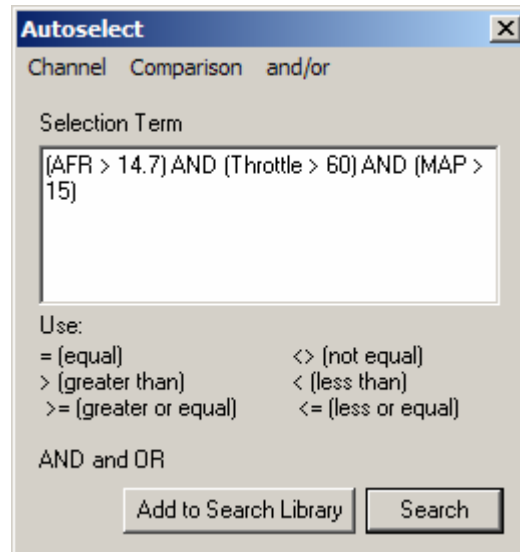 Autoselect
Channel Comparison and/or
Selection Term
(AFR > 14.7) AND (Throttle > 60) AND (MAP >
15)
Use:
= (equal) <> (not equal)
> (greater than) < (less than)
>= (greater or equal) <= (less or equal)
AND and OR
Add to Search Library Search